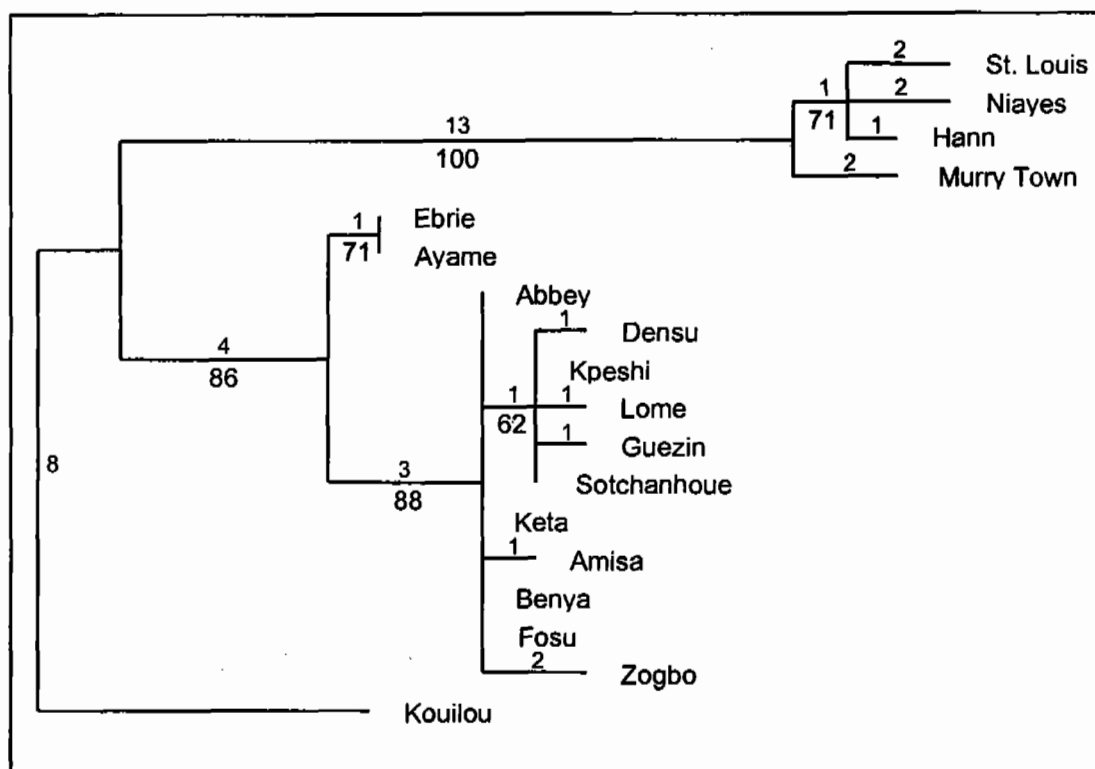 2
St. Louis
1
2
Niayes
71
1
Hann
13
100
2
Murry Town
1
Ebrie
71
Ayame
Abbey
1
Densu
4
86
Kpeshi
1
1
Lome
62
1
Guezin
8
3
88
Sotchanhoue
Keta
1
Amisa
Benya
Fosu
2
Zogbo
Kouilou